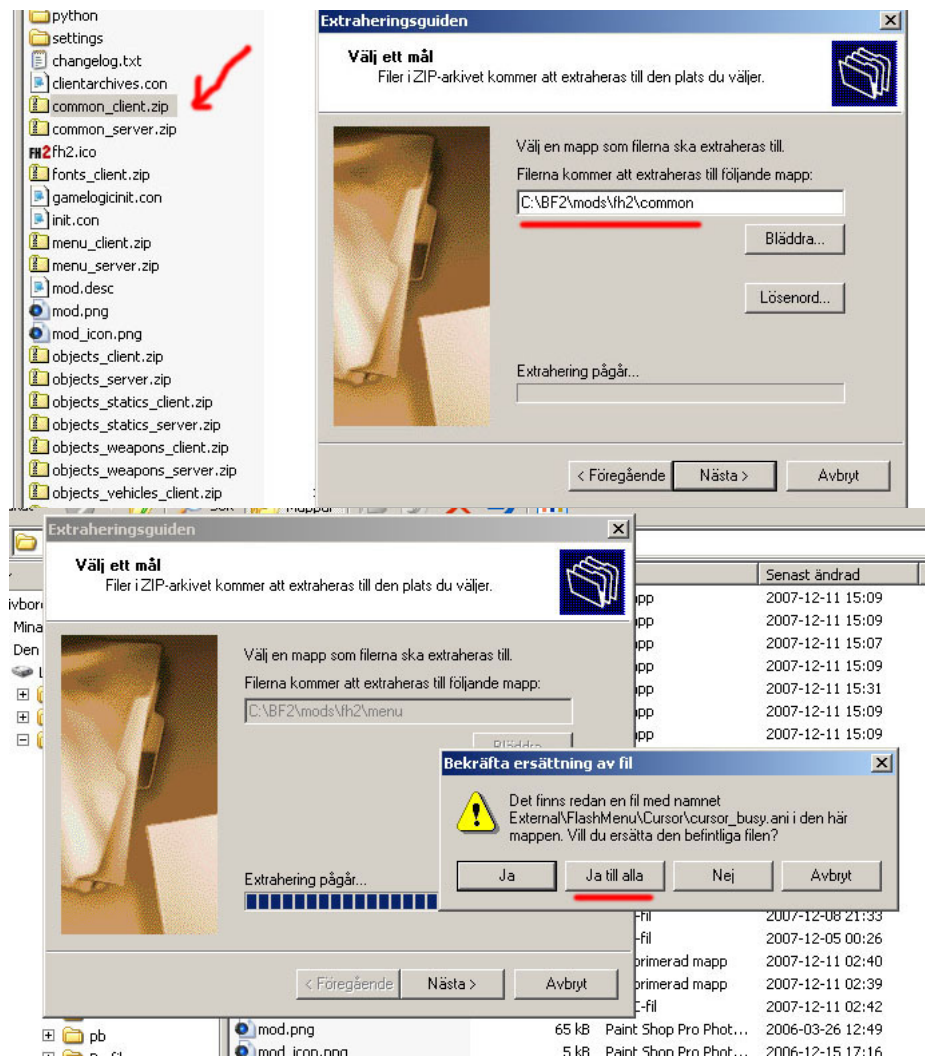 python
settings
changelog.txt
clientarchives.con
common_client.zip
common_server.zip
FH2 fh2.ico
fonts_client.zip
gamelogicinit.con
init.con
menu_client.zip
menu_server.zip
mod.desc
mod.png
mod_icon.png
objects_client.zip
objects_server.zip
objects_statics_client.zip
objects_statics_server.zip
objects_weapons_client.zip
objects_weapons_server.zip
objects_vehicles_client.zip
Extraheringsguiden
Välj ett mål
Filer i ZIP-arkivet kommer att extraheras till den plats du väljer.
Välj en mapp som filerna ska extraheras till.
Filerna kommer att extraheras till följande mapp:
C:\BF2\mods\fh2\common
Bläddra...
Lösenord...
Extrahering pågår...
< Föregående Nästa > Avbryt
Extraheringsguiden
Välj ett mål
Filer i ZIP-arkivet kommer att extraheras till den plats du väljer.
Välj en mapp som filerna ska extraheras till.
Filerna kommer att extraheras till följande mapp:
C:\BF2\mods\fh2\menu
Extrahering pågår...
< Föregående Nästa > Avbryt
Mina
Den
Senast ändrad
2007-12-11 15:09
2007-12-11 15:09
2007-12-11 15:07
2007-12-11 15:09
2007-12-11 15:31
2007-12-11 15:09
2007-12-11 15:09
Bekräfta ersättning av fil
Det finns redan en fil med namnet
External\FlashMenu\Cursor\cursor_busy.ani i den här
mappen. Vill du ersätta den befintliga filen?
Ja Ja till alla Nej Avbryt
-fil 2007-12-08 21:33
-fil 2007-12-05 00:26
primerad mapp 2007-12-11 02:40
primerad mapp 2007-12-11 02:39
-fil 2007-12-11 02:42
pb mod.png 65 kB Paint Shop Pro Phot... 2006-03-26 12:49
mod_icon.png 5 kB Paint Shop Pro Phot... 2006-12-15 17:16